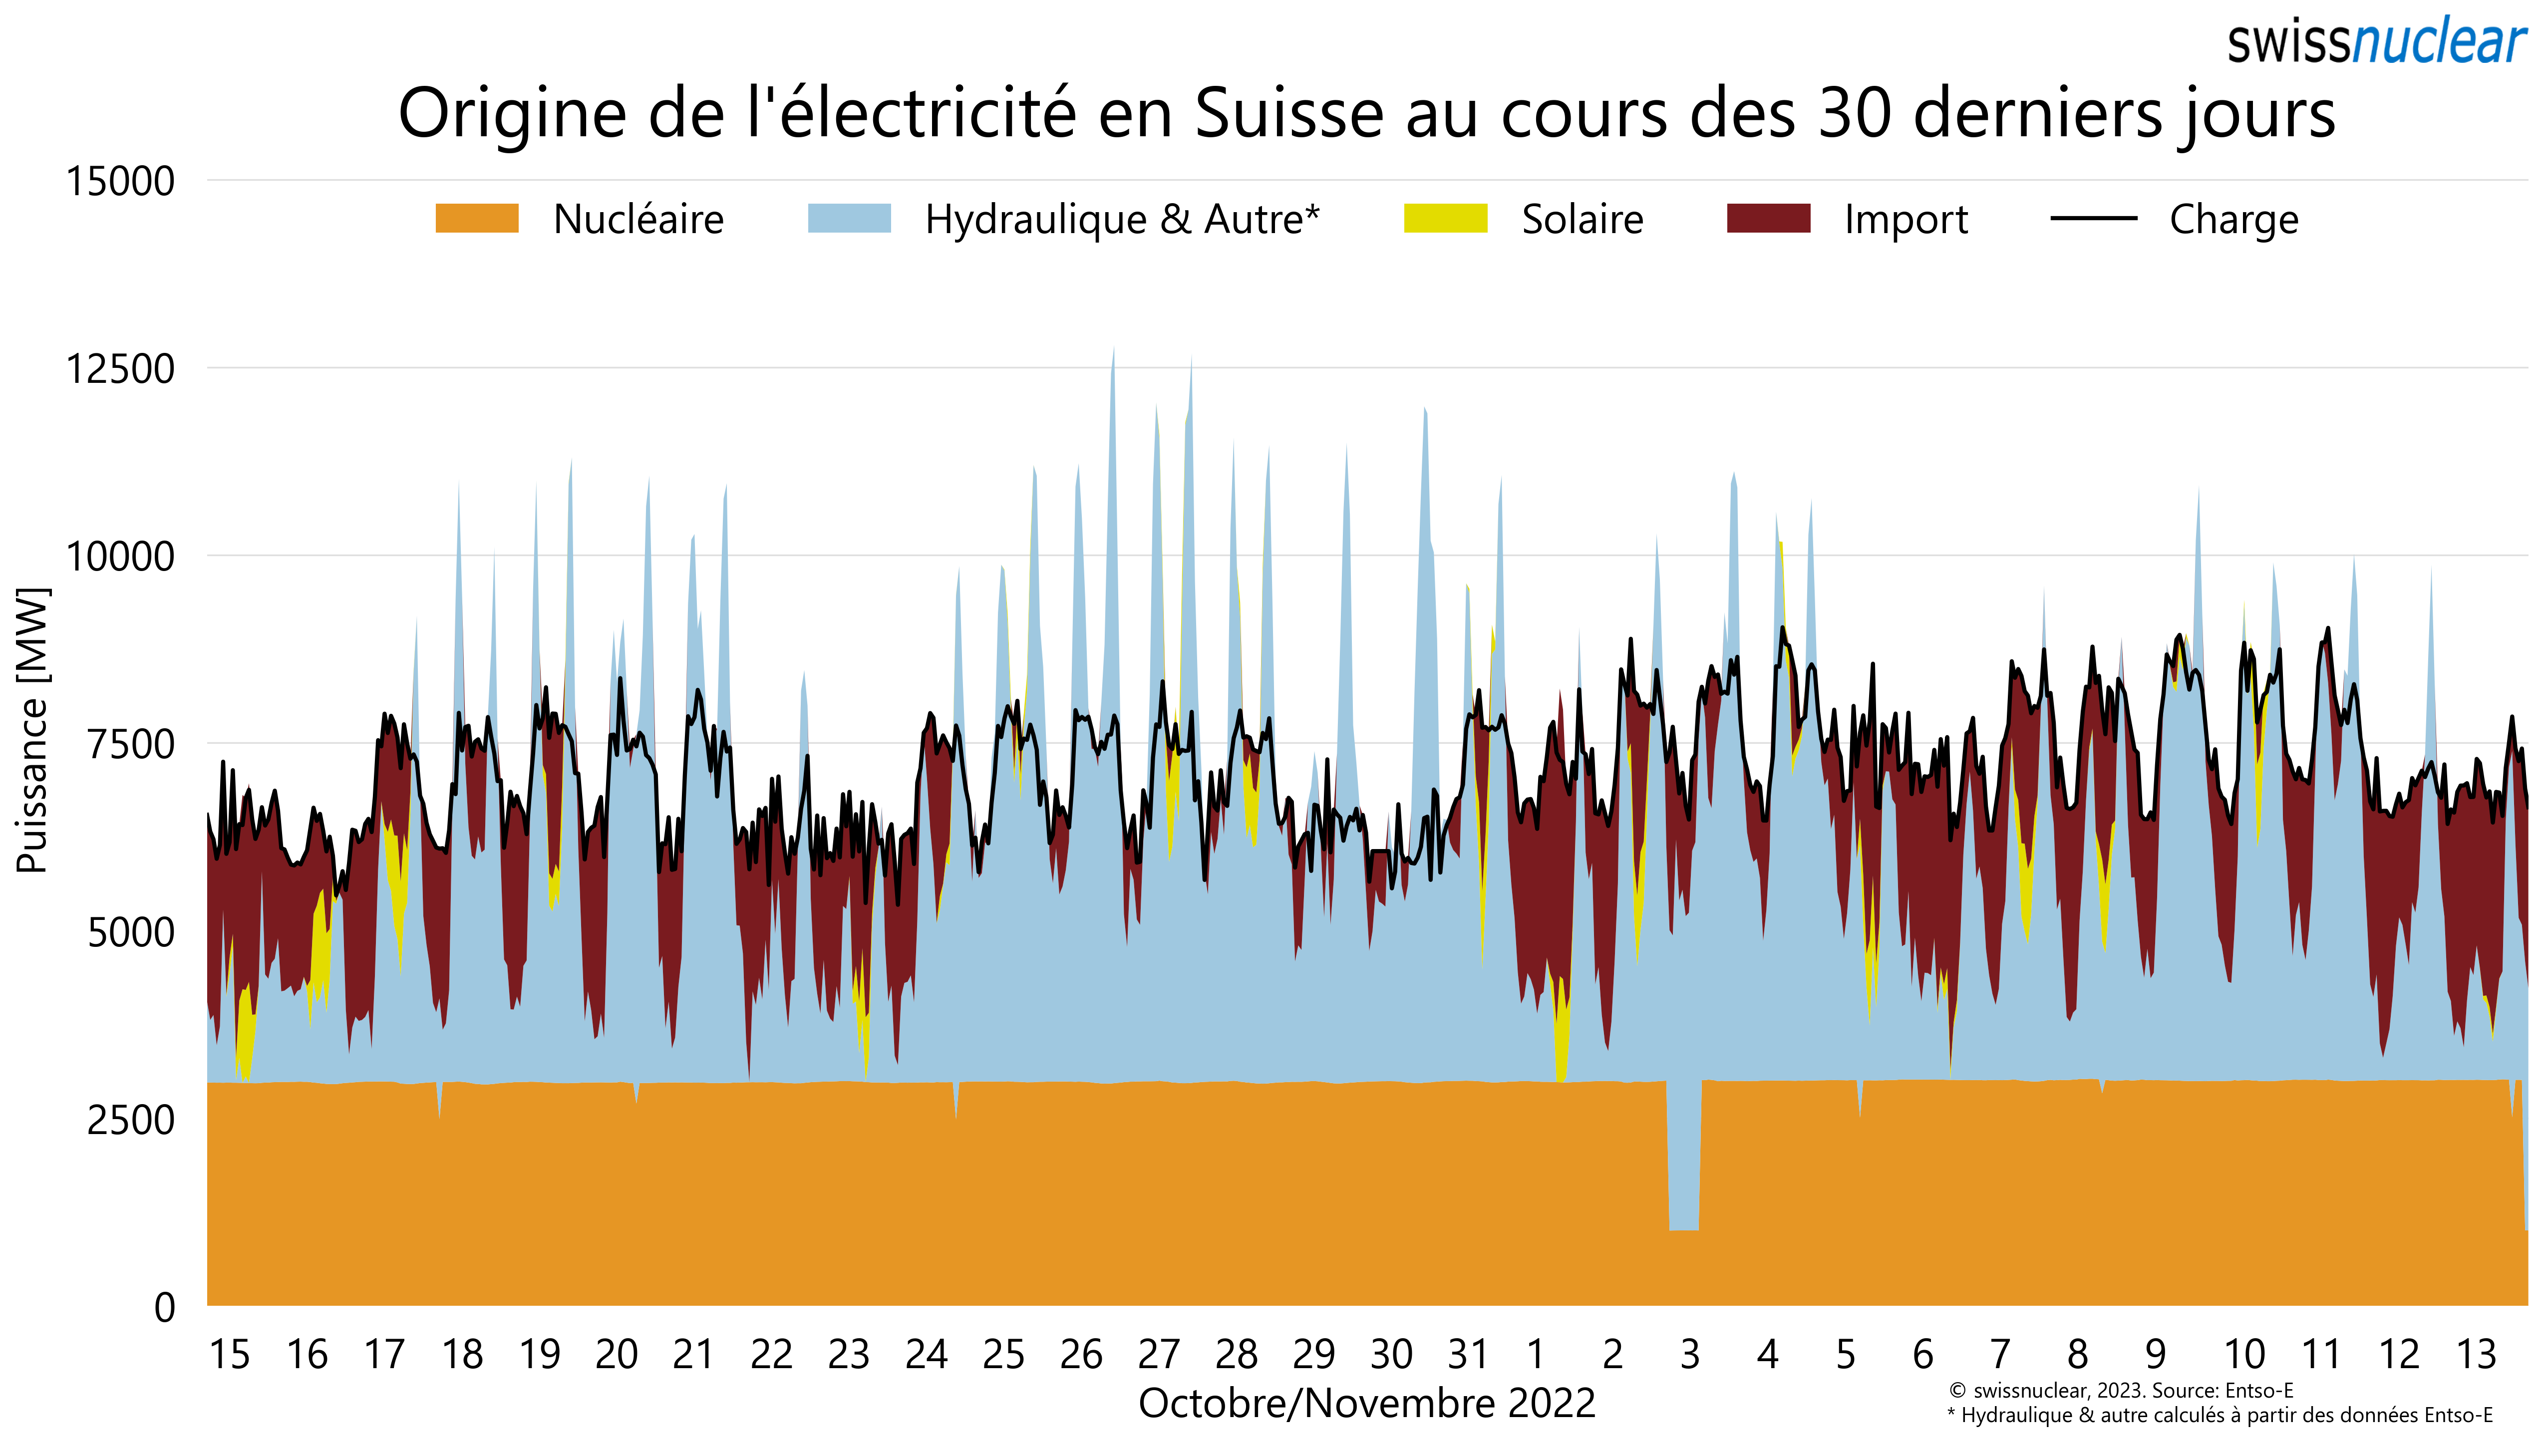 swissnuclear
Origine de l'électricité en Suisse au cours des 30 derniers jours
15000
Nucléaire Hydraulique & Autre* Solaire Import Charge
12500
10000
7500
5000
2500
0
Puissance [MW]
15 16 17 18 19 20 21 22 23 24 25 26 27 28 29 30 31 1 2 3 4 5 6 7 8 9 10 11 12 13
Octobre/Novembre 2022
© swissnuclear, 2023. Source: Entso-E
* Hydraulique & autre calculés à partir des données Entso-E